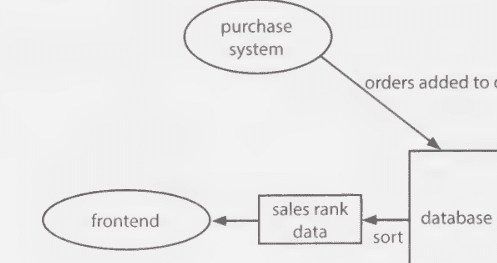 purchase
system
orders added to
frontend
sales rank
data
sort
database